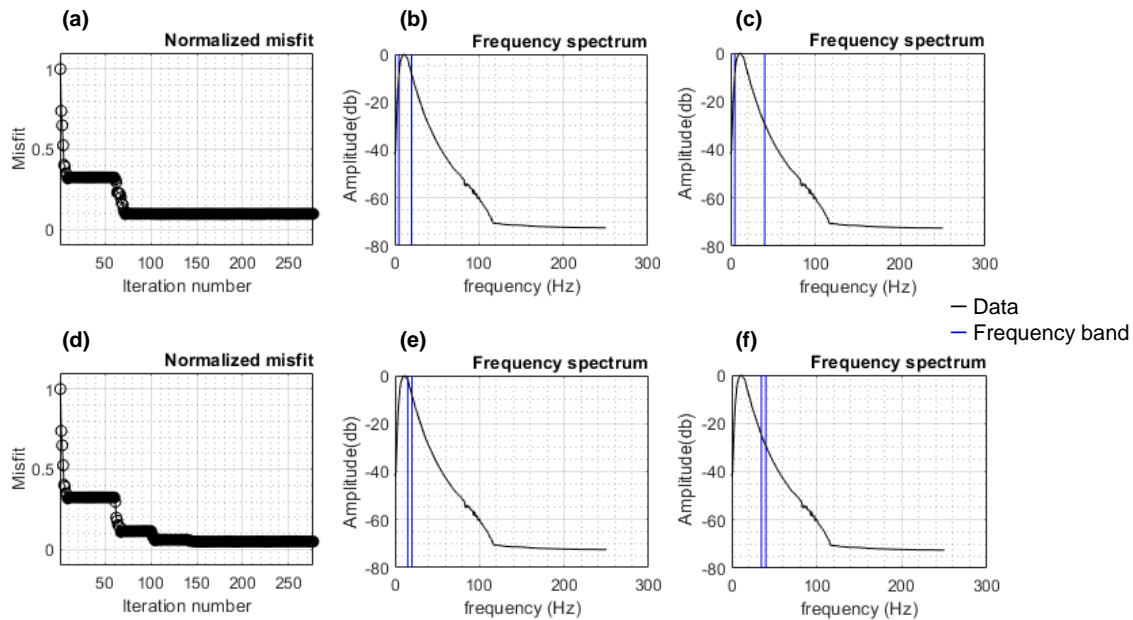 (a)
Normalized misfit
1
0.5
0
Misfit
50 100 150 200 250
Iteration number
(b)
Frequency spectrum
0
-20
-40
-60
-80
Amplitude(db)
0 100 200 300
frequency (Hz)
(c)
Frequency spectrum
0
-20
-40
-60
-80
Amplitude(db)
0 100 200 300
frequency (Hz)
Data
Frequency band
(d)
Normalized misfit
1
0.5
0
Misfit
50 100 150 200 250
Iteration number
(e)
Frequency spectrum
0
-20
-40
-60
-80
Amplitude(db)
0 100 200 300
frequency (Hz)
(f)
Frequency spectrum
0
-20
-40
-60
-80
Amplitude(db)
0 100 200 300
frequency (Hz)